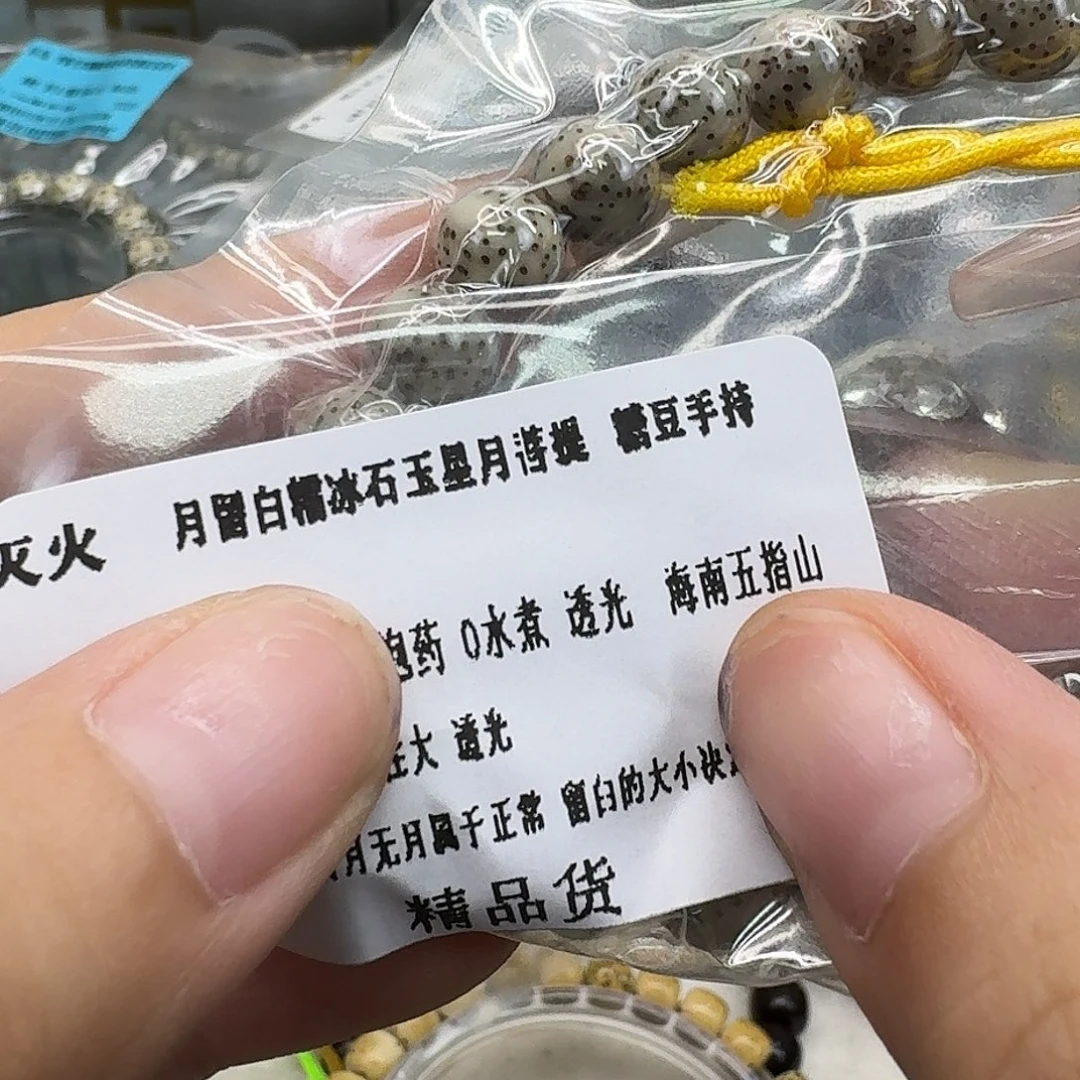 灭火 月留白糯冰石玉星月菩提 糖豆手持
泡药 0水煮 透光 海南五指山
在大 透光
月无月属于正常 留白的大小决
精品货